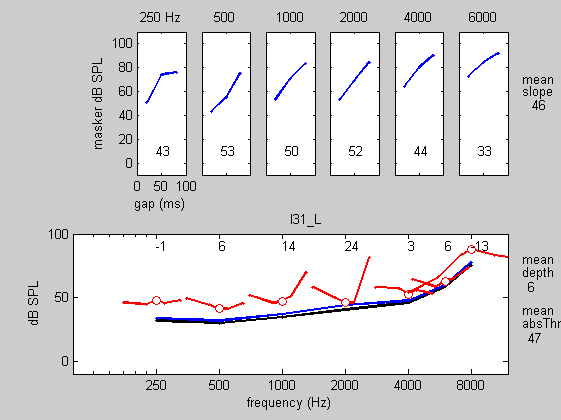 250 Hz 500 1000 2000 4000 6000
100
80
60
40
20
0
masker dB SPL
43 53 50 52 44 33
mean
slope
46
0 50 100
gap (ms)
I31_L
100
50
0
dB SPL
-1 6 14 24 3 6 -13
mean
depth
6
mean
absThr
47
250 500 1000 2000 4000 8000
frequency (Hz)